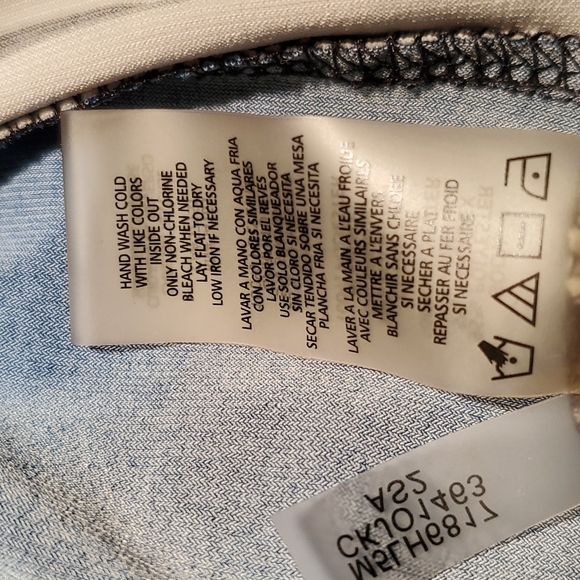 HAND WASH COLD
WITH LIKE COLORS
INSIDE OUT
ONLY NON-CHLORINE
BLEACH WHEN NEEDED
LAY FLAT TO DRY
LOW IRON IF NECESSARY
LAVAR A MANO CON AQUA FRIA
CON COLORES SIMILARES
LAVOR POR EL REVES
USE SOLO BLANQUEADOR
SIN CLORO SI NECESITA
SECAR TENDIDO SOBRE UNA MESA
PLANCHA FRIA SI NECESITA
LAVER A LA MAIN A L'EAU FROIDE
AVEC COULEURS SIMILAIRES
METTRE A L'ENVERS
BLANCHIR SANS CHLORE
SI NECESSAIRE
SECHER A PLAT
REPASSER AU FER FROID
SI NECESSAIRE
M5LH6817
CKJO1463
AS2